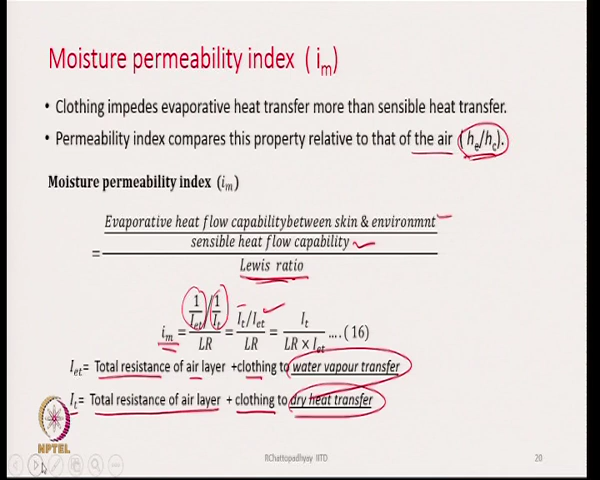 Moisture permeability index ( i_m)
• Clothing impedes evaporative heat transfer more than sensible heat transfer.
• Permeability index compares this property relative to that of the air ( h_e/h_c).
Moisture permeability index (i_m)
= Evaporative heat flow capabilitybetween skin & environmnt
sensible heat flow capability
Lewis ratio
i_m = (1/I_et)/(1/I_t) / LR = I_t/I_et / LR = I_t / LR × I_et ....( 16)
I_et= Total resistance of air layer +clothing to water vapour transfer
I_t= Total resistance of air layer + clothing to dry heat transfer
NPTEL
RChattopadhyay IIITD
20